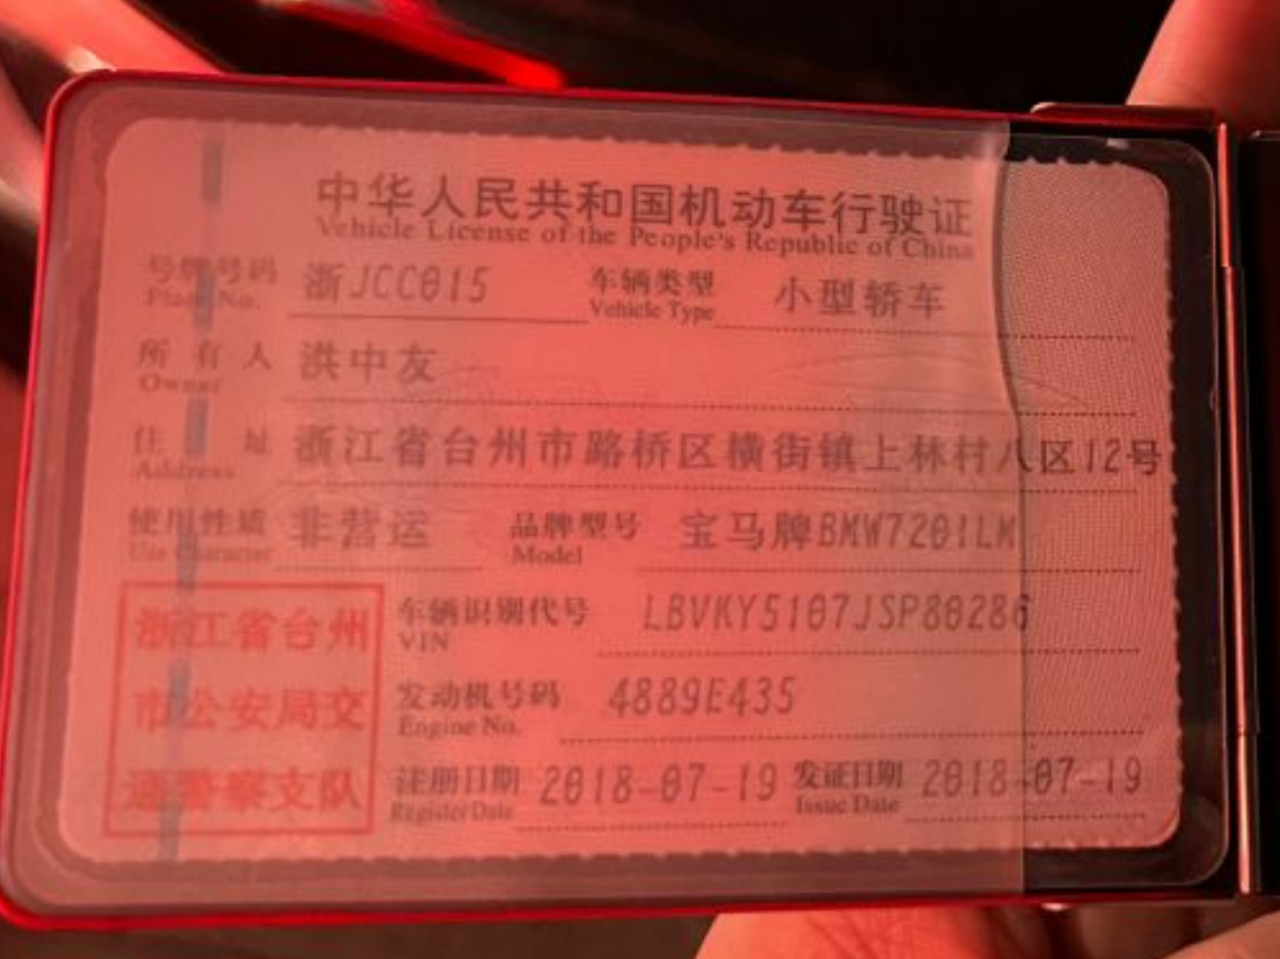 中华人民共和国机动车行驶证
Vehicle License of the People's Republic of China
号牌号码 浙JCC015 车辆类型 小型轿车
Plate No. Vehicle Type
所有人 洪中友
Owner
住址 浙江省台州市路桥区横街镇上林村八区12号
Address
使用性质 非营运 品牌型号 宝马牌BMW7201LM
Use Character Model
浙江省台州
市公安局交
通警察支队
车辆识别代号 LBVKY5107JSP80286
VIN
发动机号码 4889E435
Engine No.
注册日期 2018-07-19 发证日期 2018-07-19
Register Date Issue Date